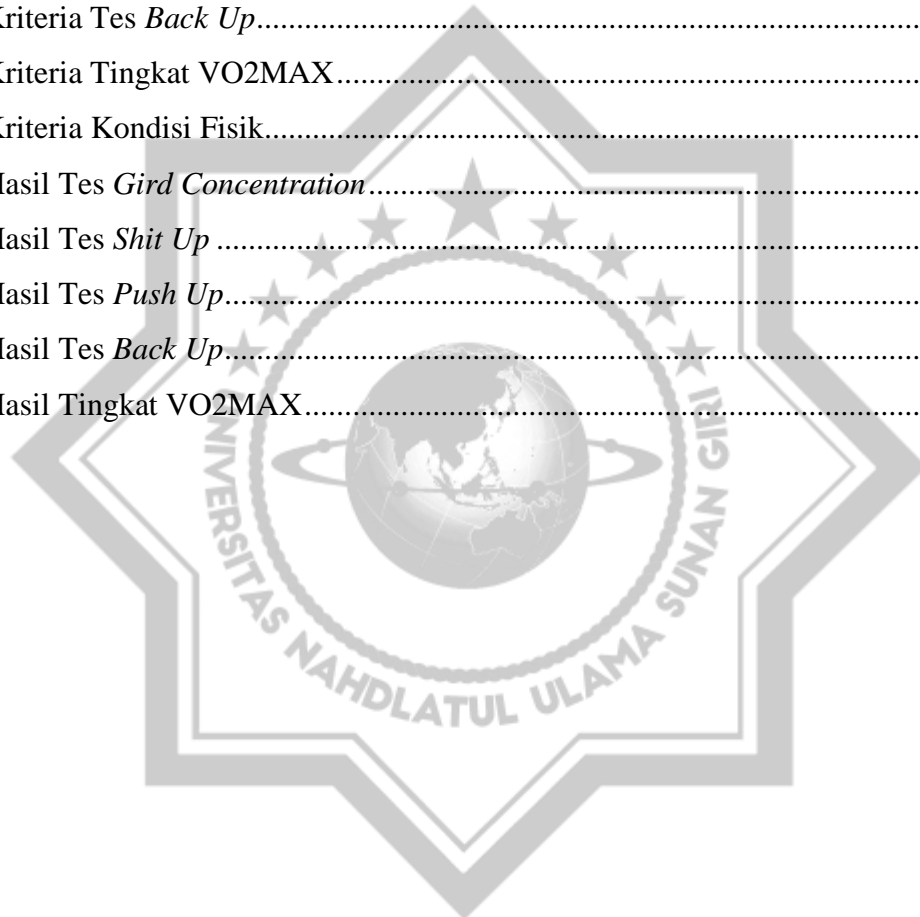 Kriteria Tes Back Up
Kriteria Tingkat VO2MAX
Kriteria Kondisi Fisik
Hasil Tes Gird Concentration
Hasil Tes Shit Up
Hasil Tes Push Up
Hasil Tes Back Up
Hasil Tingkat VO2MAX
UNIVERSITAS NAHDLATUL ULAMA SUNAN GIRI